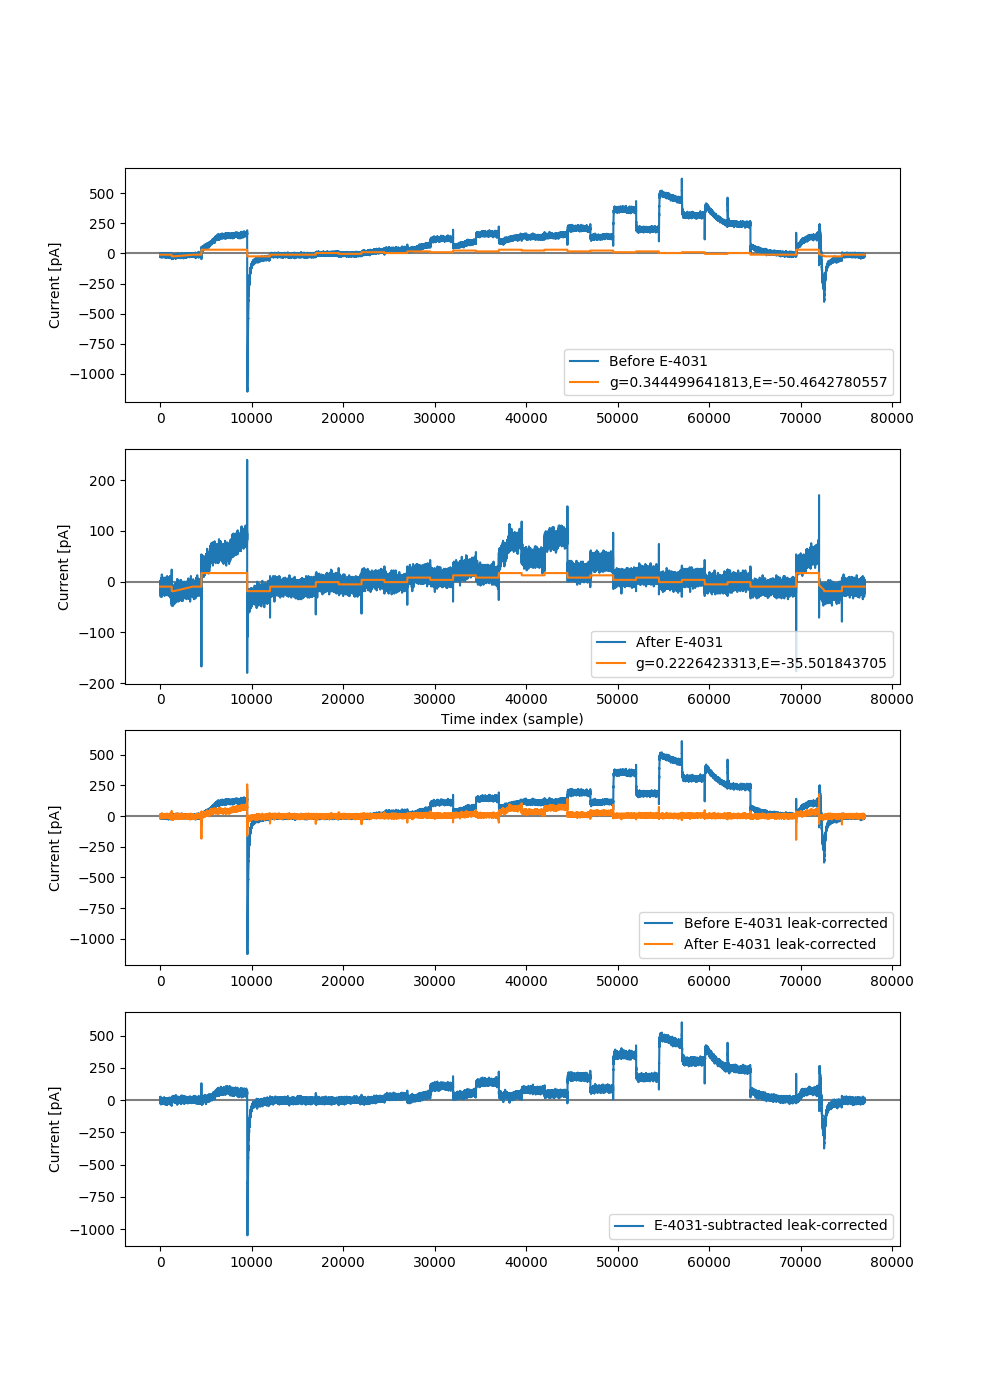 500
250
0
−250
−500
−750
−1000
Current [pA]
Before E-4031
g=0.344499641813,E=-50.4642780557
0 10000 20000 30000 40000 50000 60000 70000 80000
200
100
0
−100
−200
Current [pA]
After E-4031
g=0.2226423313,E=-35.501843705
0 10000 20000 30000 40000 50000 60000 70000 80000
Time index (sample)
500
250
0
−250
−500
−750
−1000
Current [pA]
Before E-4031 leak-corrected
After E-4031 leak-corrected
0 10000 20000 30000 40000 50000 60000 70000 80000
500
250
0
−250
−500
−750
−1000
Current [pA]
E-4031-subtracted leak-corrected
0 10000 20000 30000 40000 50000 60000 70000 80000